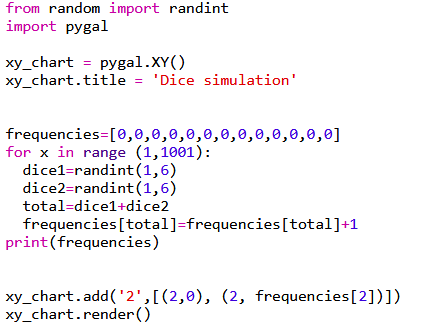 from random import randint
import pygal
xy_chart = pygal.XY()
xy_chart.title = 'Dice simulation'
frequencies=[0,0,0,0,0,0,0,0,0,0,0,0,0]
for x in range (1,1001):
  dice1=randint(1,6)
  dice2=randint(1,6)
  total=dice1+dice2
  frequencies[total]=frequencies[total]+1
print(frequencies)
xy_chart.add('2',[(2,0), (2, frequencies[2])])
xy_chart.render()